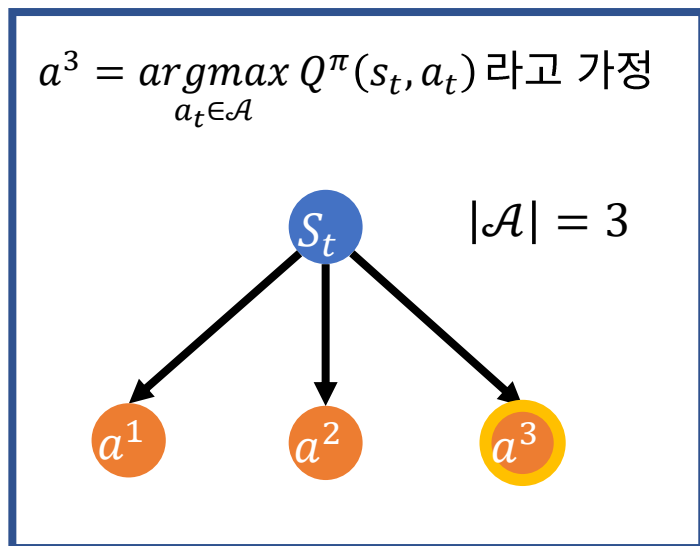 a³ = argmax Q^π(s_t, a_t) 라고 가정
a_t∈𝒜
S_t
|𝒜| = 3
a¹ a² a³